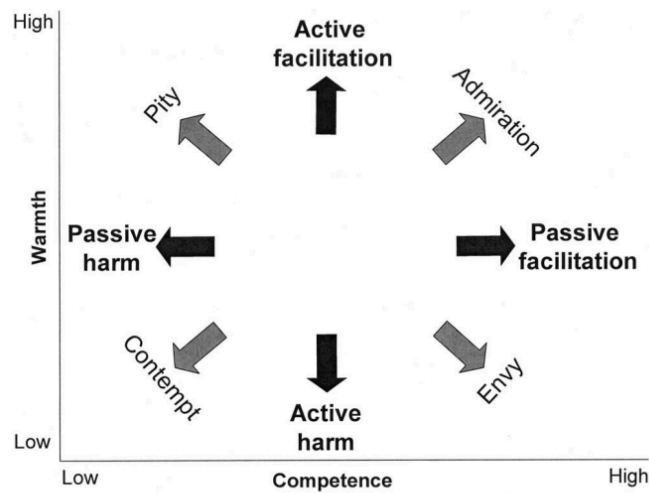 High
Active
facilitation
Pity
Admiration
Warmth
Passive
harm
Passive
facilitation
Contempt
Envy
Active
harm
Low
Low
Competence
High